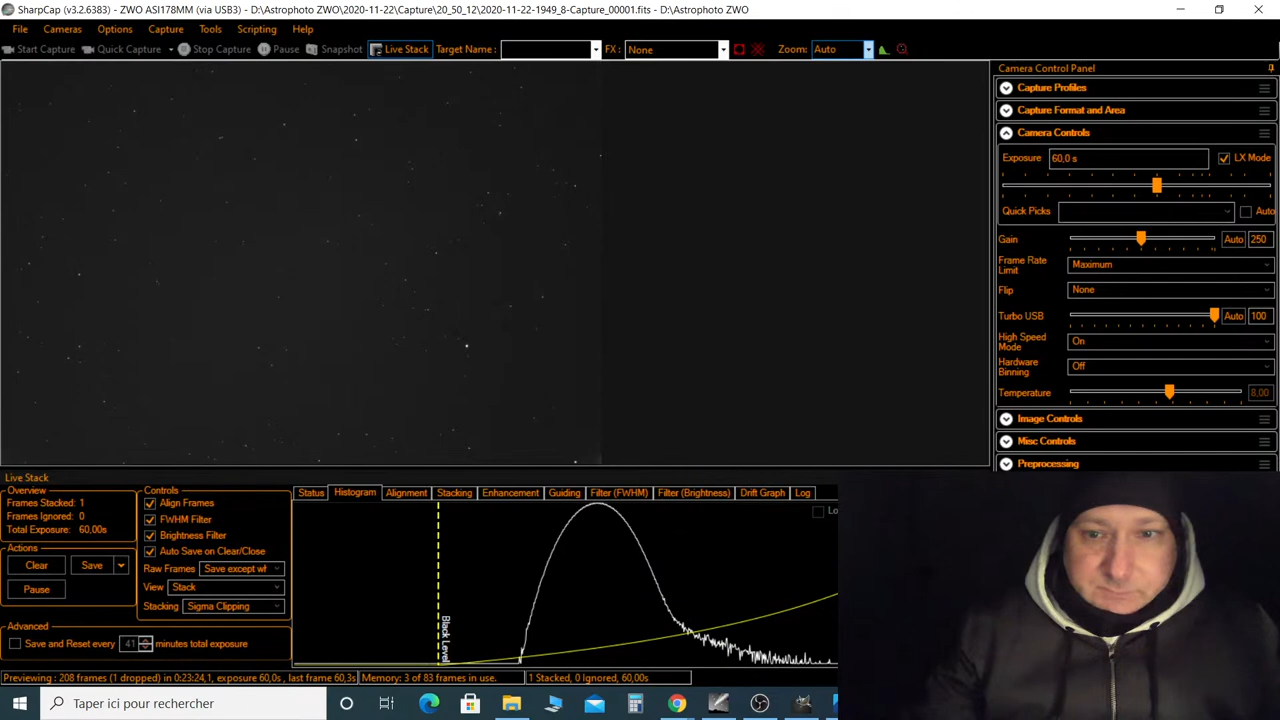 SharpCap (v3.2.6383) - ZWO ASI178MM (via USB3) - D:\Astrophoto ZWO\2020-11-22\Capture\20_50_12\2020-11-22-1949_8-Capture_00001.fits - D:\Astrophoto ZWO
File Cameras Options Capture Tools Scripting Help
Start Capture Quick Capture Stop Capture Pause Snapshot Live Stack Target Name : FX : None Zoom: Auto
Camera Control Panel
Capture Profiles
Capture Format and Area
Camera Controls
Exposure 60,0 s LX Mode
Quick Picks Auto
Gain Auto 250
Frame Rate Limit Maximum
Flip None
Turbo USB Auto 100
High Speed Mode On
Hardware Binning Off
Temperature 8,00
Image Controls
Misc Controls
Preprocessing
Live Stack
Overview
Frames Stacked: 1
Frames Ignored: 0
Total Exposure: 60,00s
Actions
Clear Save
Pause
Controls
Align Frames
FWHM Filter
Brightness Filter
Auto Save on Clear/Close
Raw Frames Save except wh
View Stack
Stacking Sigma Clipping
Advanced
Save and Reset every 41 minutes total exposure
Status Histogram Alignment Stacking Enhancement Guiding Filter (FWHM) Filter (Brightness) Drift Graph Log
Lo
Black Level
Previewing : 208 frames (1 dropped) in 0:23:24,1, exposure 60,0s , last frame 60,3s Memory: 3 of 83 frames in use. 1 Stacked, 0 Ignored, 60,00s
Taper ici pour rechercher